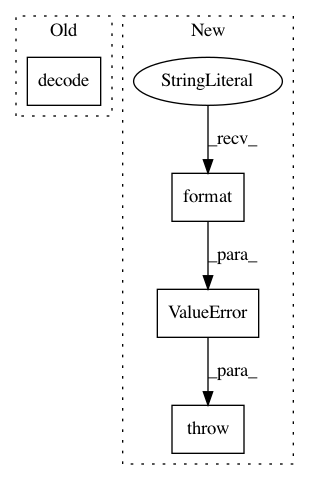 Old
New
decode
StringLiteral
_recv_
format
_para_
ValueError
_para_
throw